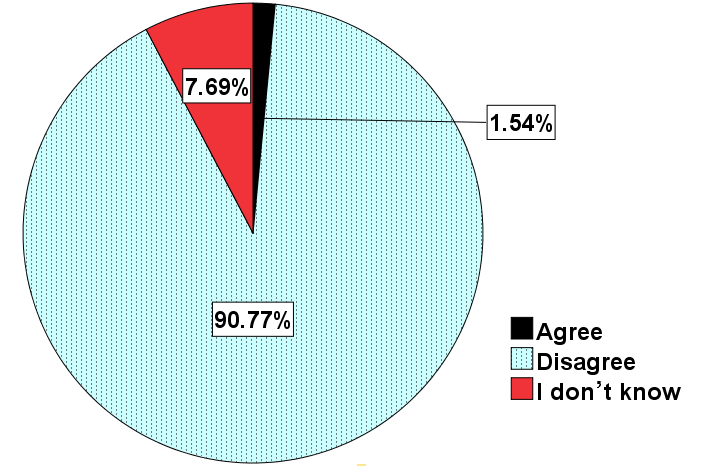 7.69%
1.54%
90.77%
Agree
Disagree
I don’t know